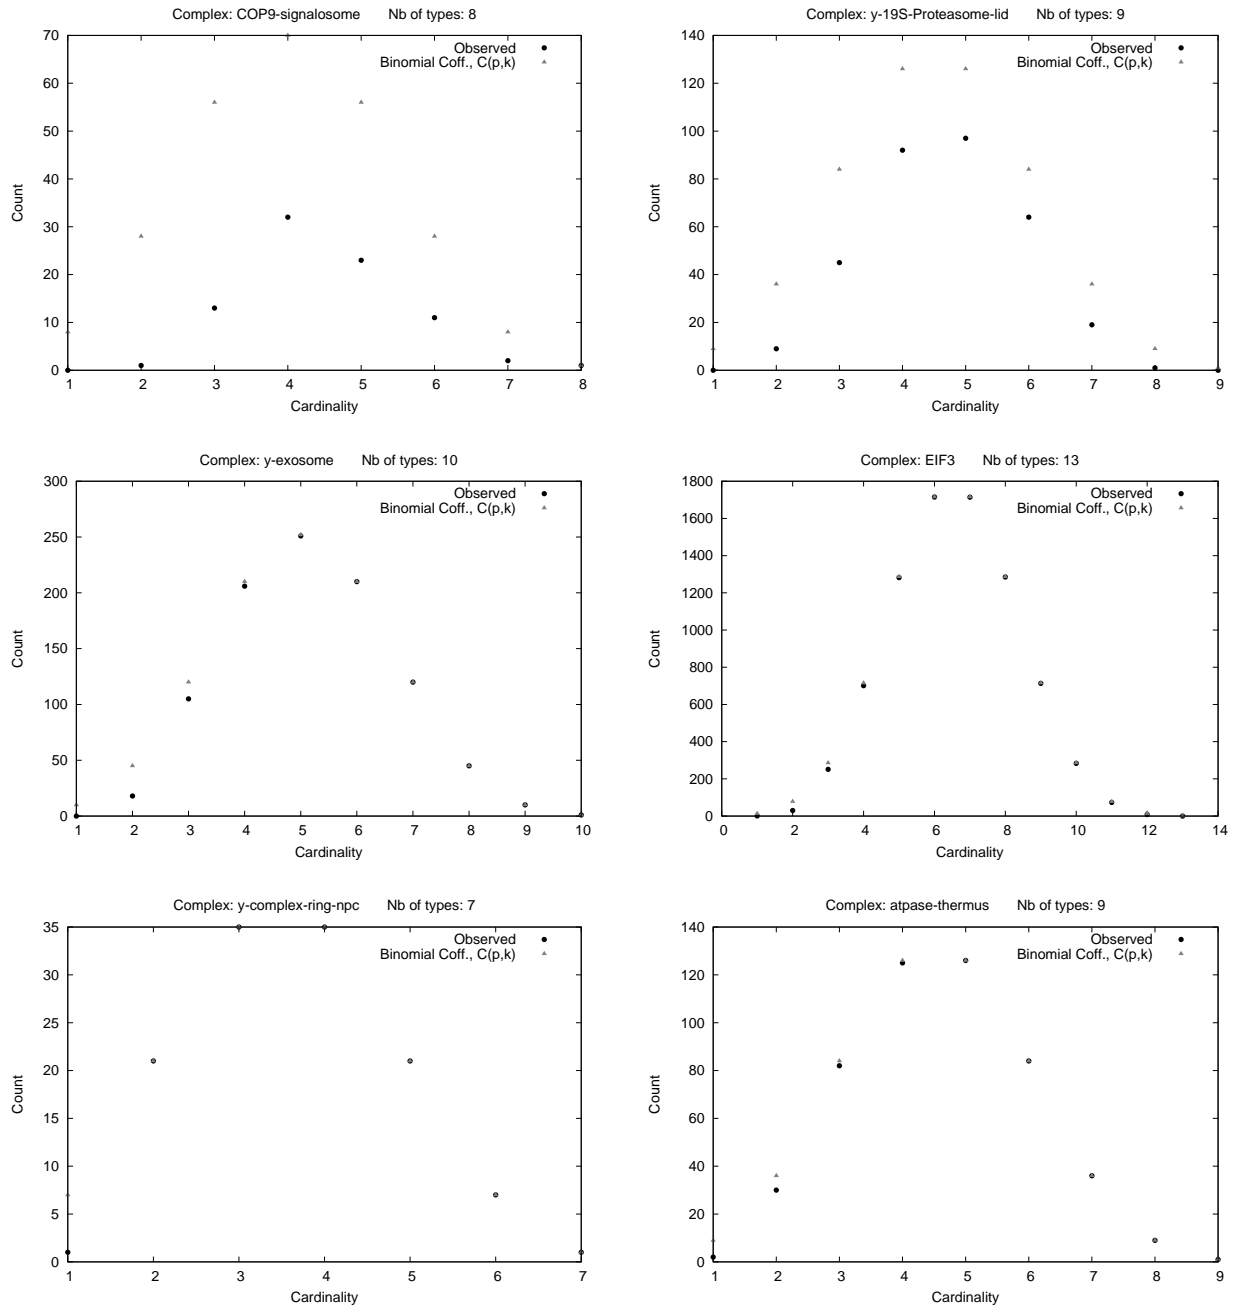 Complex: COP9-signalosome Nb of types: 8
70
60
50
40
30
20
10
0
Count
Observed
Binomial Coff., C(p,k)
1 2 3 4 5 6 7 8
Cardinality
Complex: y-19S-Proteasome-lid Nb of types: 9
140
120
100
80
60
40
20
0
Count
Observed
Binomial Coff., C(p,k)
1 2 3 4 5 6 7 8 9
Cardinality
Complex: y-exosome Nb of types: 10
300
250
200
150
100
50
0
Count
Observed
Binomial Coff., C(p,k)
1 2 3 4 5 6 7 8 9 10
Cardinality
Complex: EIF3 Nb of types: 13
1800
1600
1400
1200
1000
800
600
400
200
0
Count
Observed
Binomial Coff., C(p,k)
0 2 4 6 8 10 12 14
Cardinality
Complex: y-complex-ring-npc Nb of types: 7
35
30
25
20
15
10
5
0
Count
Observed
Binomial Coff., C(p,k)
1 2 3 4 5 6 7
Cardinality
Complex: atpase-thermus Nb of types: 9
140
120
100
80
60
40
20
0
Count
Observed
Binomial Coff., C(p,k)
1 2 3 4 5 6 7 8 9
Cardinality